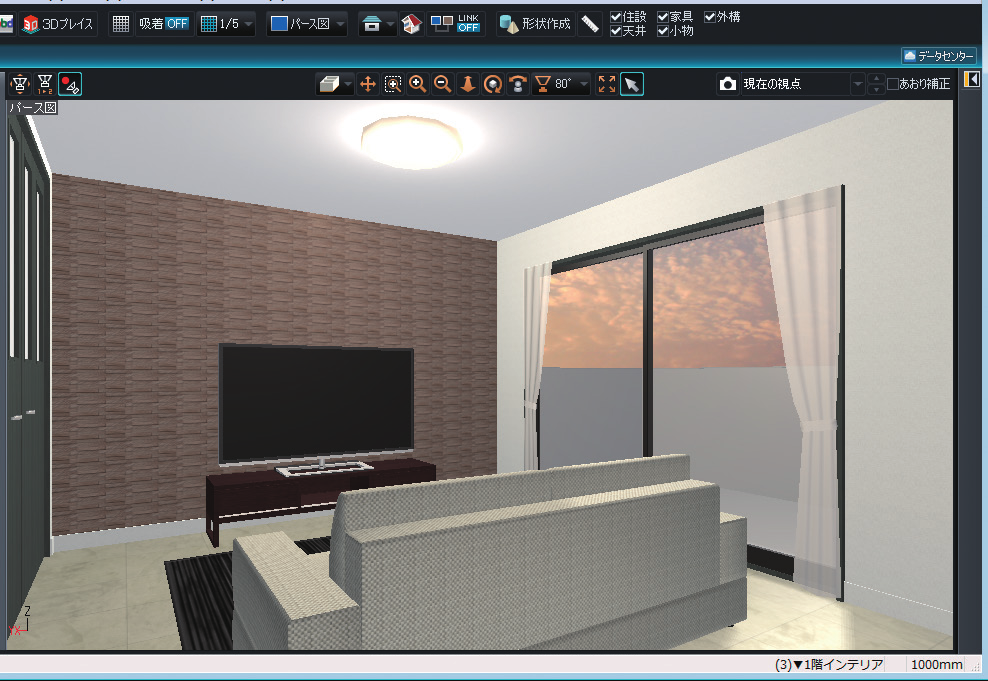 3Dプレイス 吸着 OFF 1/5 パース図 LINK OFF 形状作成 住設 家具 外構
天井 小物
データセンター
80° 現在の視点 あおり補正
パース図
Z
x
(3)▼1階インテリア 1000mm